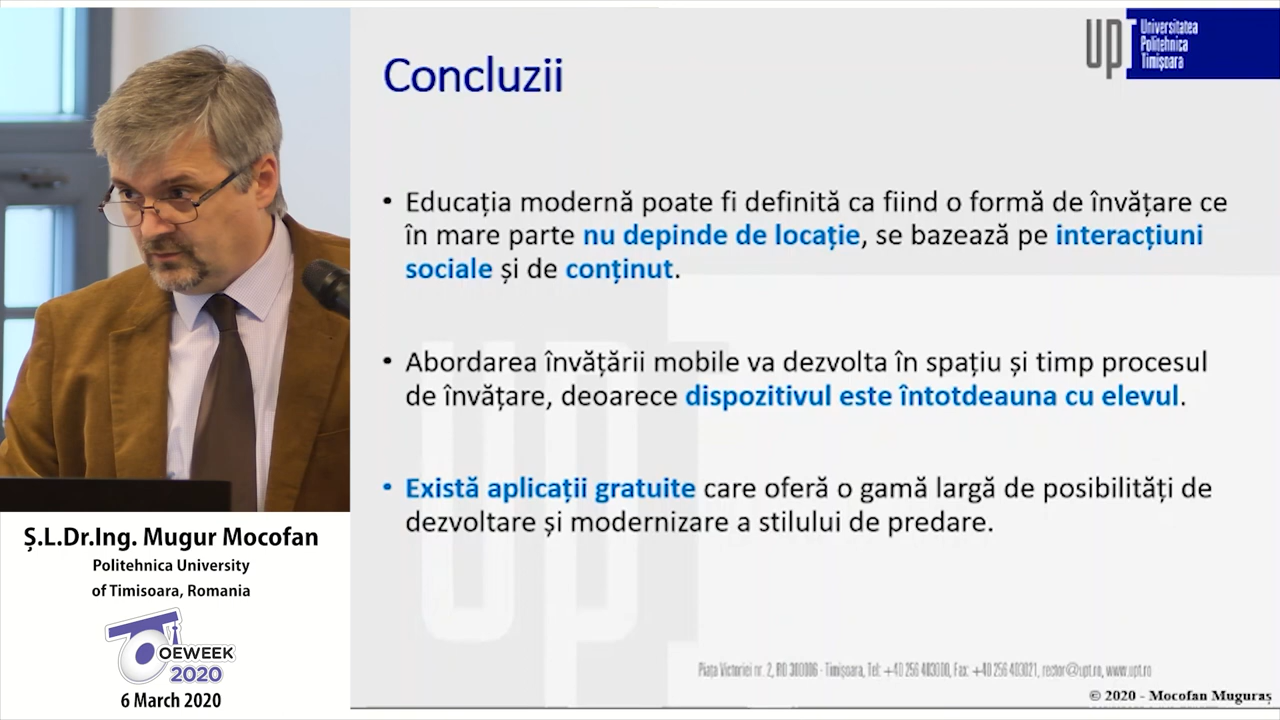 Concluzii
UPT Universitatea
Politehnica
Timișoara
• Educația modernă poate fi definită ca fiind o formă de învățare ce
în mare parte nu depinde de locație, se bazează pe interacțiuni
sociale și de conținut.
• Abordarea învățării mobile va dezvolta în spațiu și timp procesul
de învățare, deoarece dispozitivul este întotdeauna cu elevul.
• Există aplicații gratuite care oferă o gamă largă de posibilități de
dezvoltare și modernizare a stilului de predare.
Piața Victoriei nr. 2, RO 300006 - Timișoara, Tel: +40 256 403000, Fax: +40 256 403021, rector@upt.ro, www.upt.ro
© 2020 - Mocofan Muguraș
Ș.L.Dr.Ing. Mugur Mocofan
Politehnica University
of Timisoara, Romania
OEWEEK
2020
6 March 2020